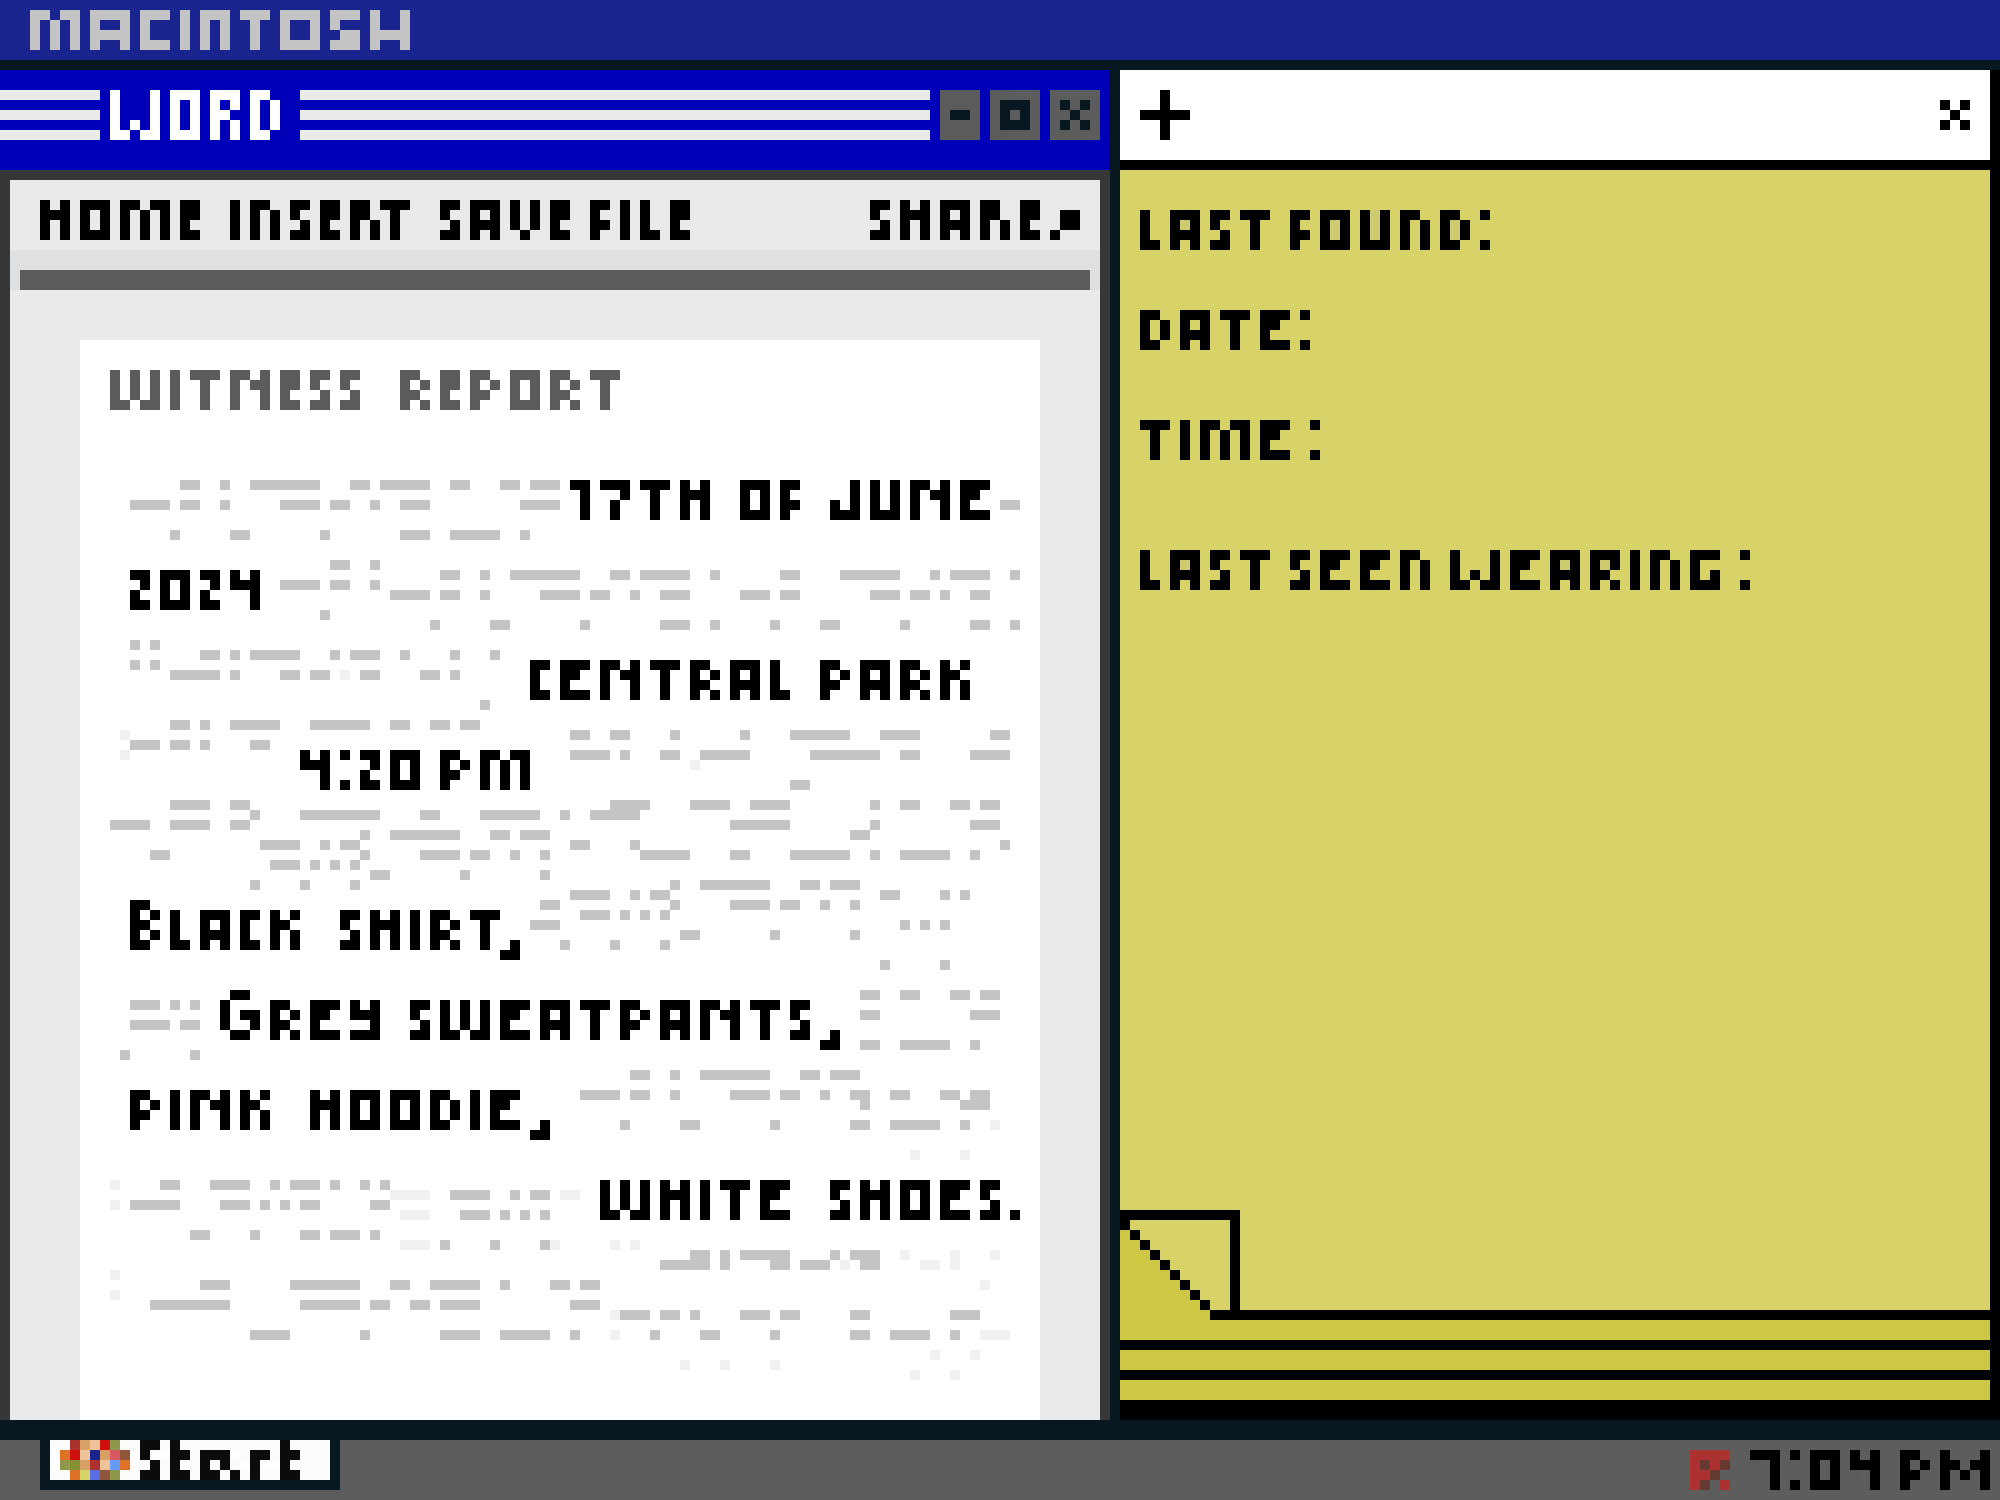 MACINTOSH
WORD
HOME INSERT SAVE FILE SHARE
WITNESS REPORT
17TH OF JUNE
2024
CENTRAL PARK
4:20 PM
BLACK SHIRT,
GREY SWEATPANTS,
PINK HOODIE,
WHITE SHOES.
LAST FOUND:
DATE:
TIME :
LAST SEEN WEARING :
Start
7:04 PM